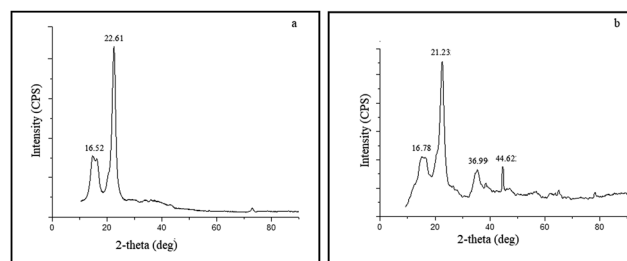 a
22.61
16.52
Intensity (CPS)
0 20 40 60 80
2-theta (deg)
b
21.23
16.78
36.99
44.62
Intensity (CPS)
0 20 40 60 80
2-theta (deg)